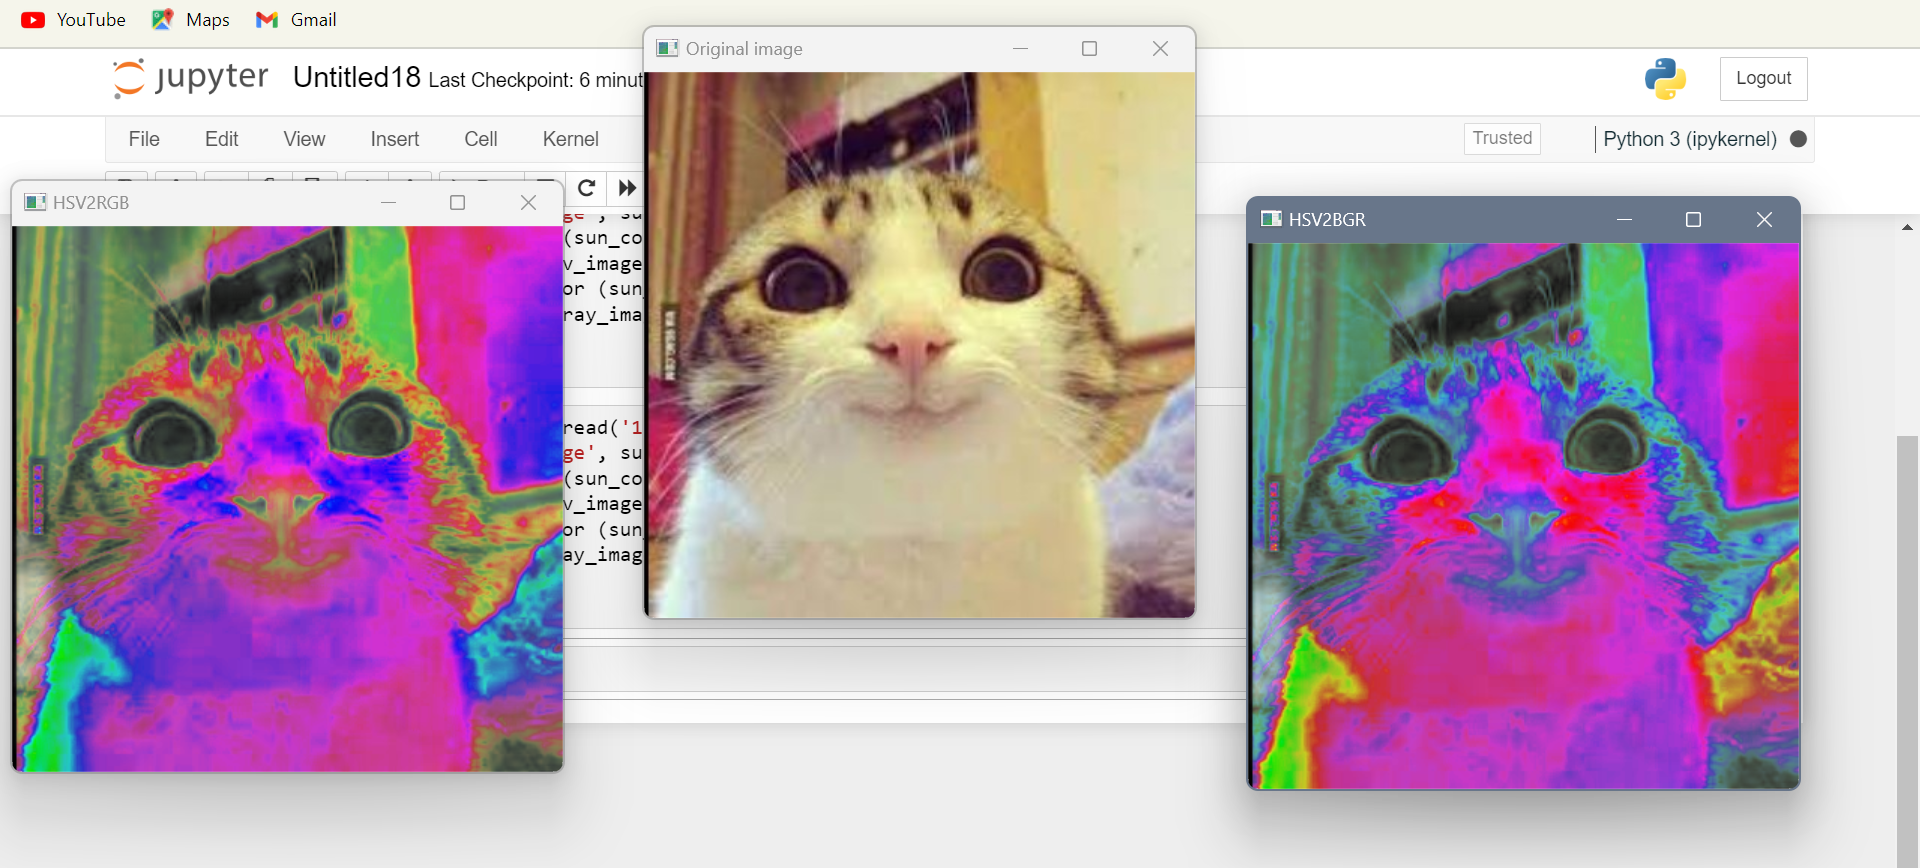 YouTube Maps Gmail
jupyter Untitled18 Last Checkpoint: 6 minut
Logout
File Edit View Insert Cell Kernel
Trusted Python 3 (ipykernel)
Original image
HSV2RGB
HSV2BGR
ge', su
(sun_co
v_image
or (sun
ray_ima
read('1
ge', su
(sun_co
v_image
or (sun
ay_imag